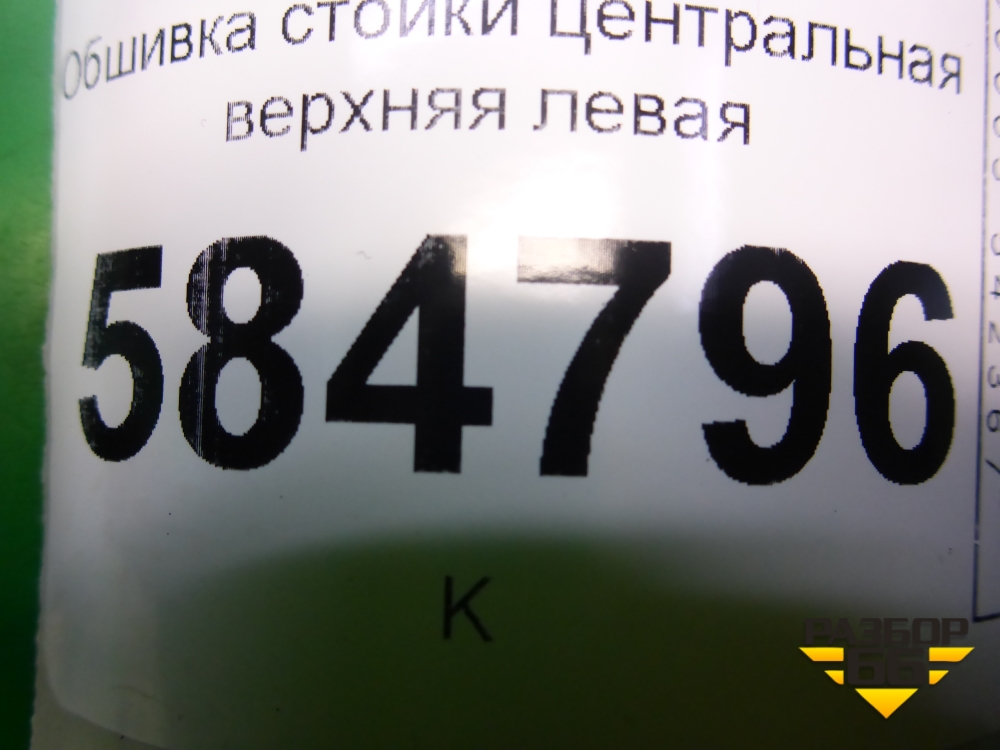 Обшивка стойки центральная
верхняя левая
584796
К
РАЗБОР
66